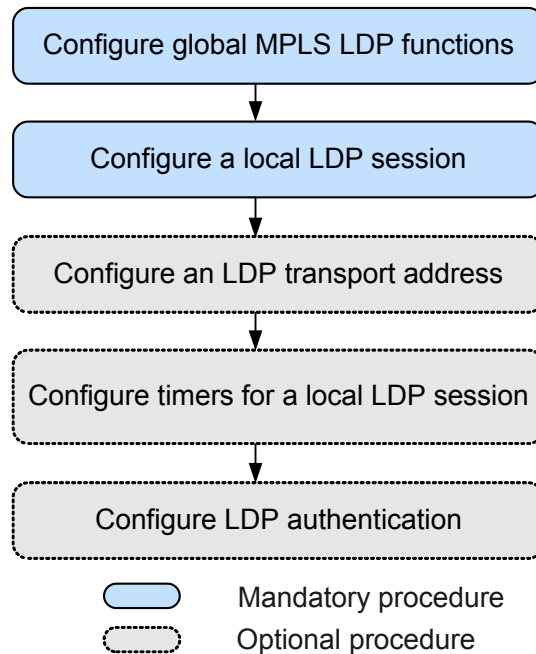 Configure global MPLS LDP functions
Configure a local LDP session
Configure an LDP transport address
Configure timers for a local LDP session
Configure LDP authentication
Mandatory procedure
Optional procedure